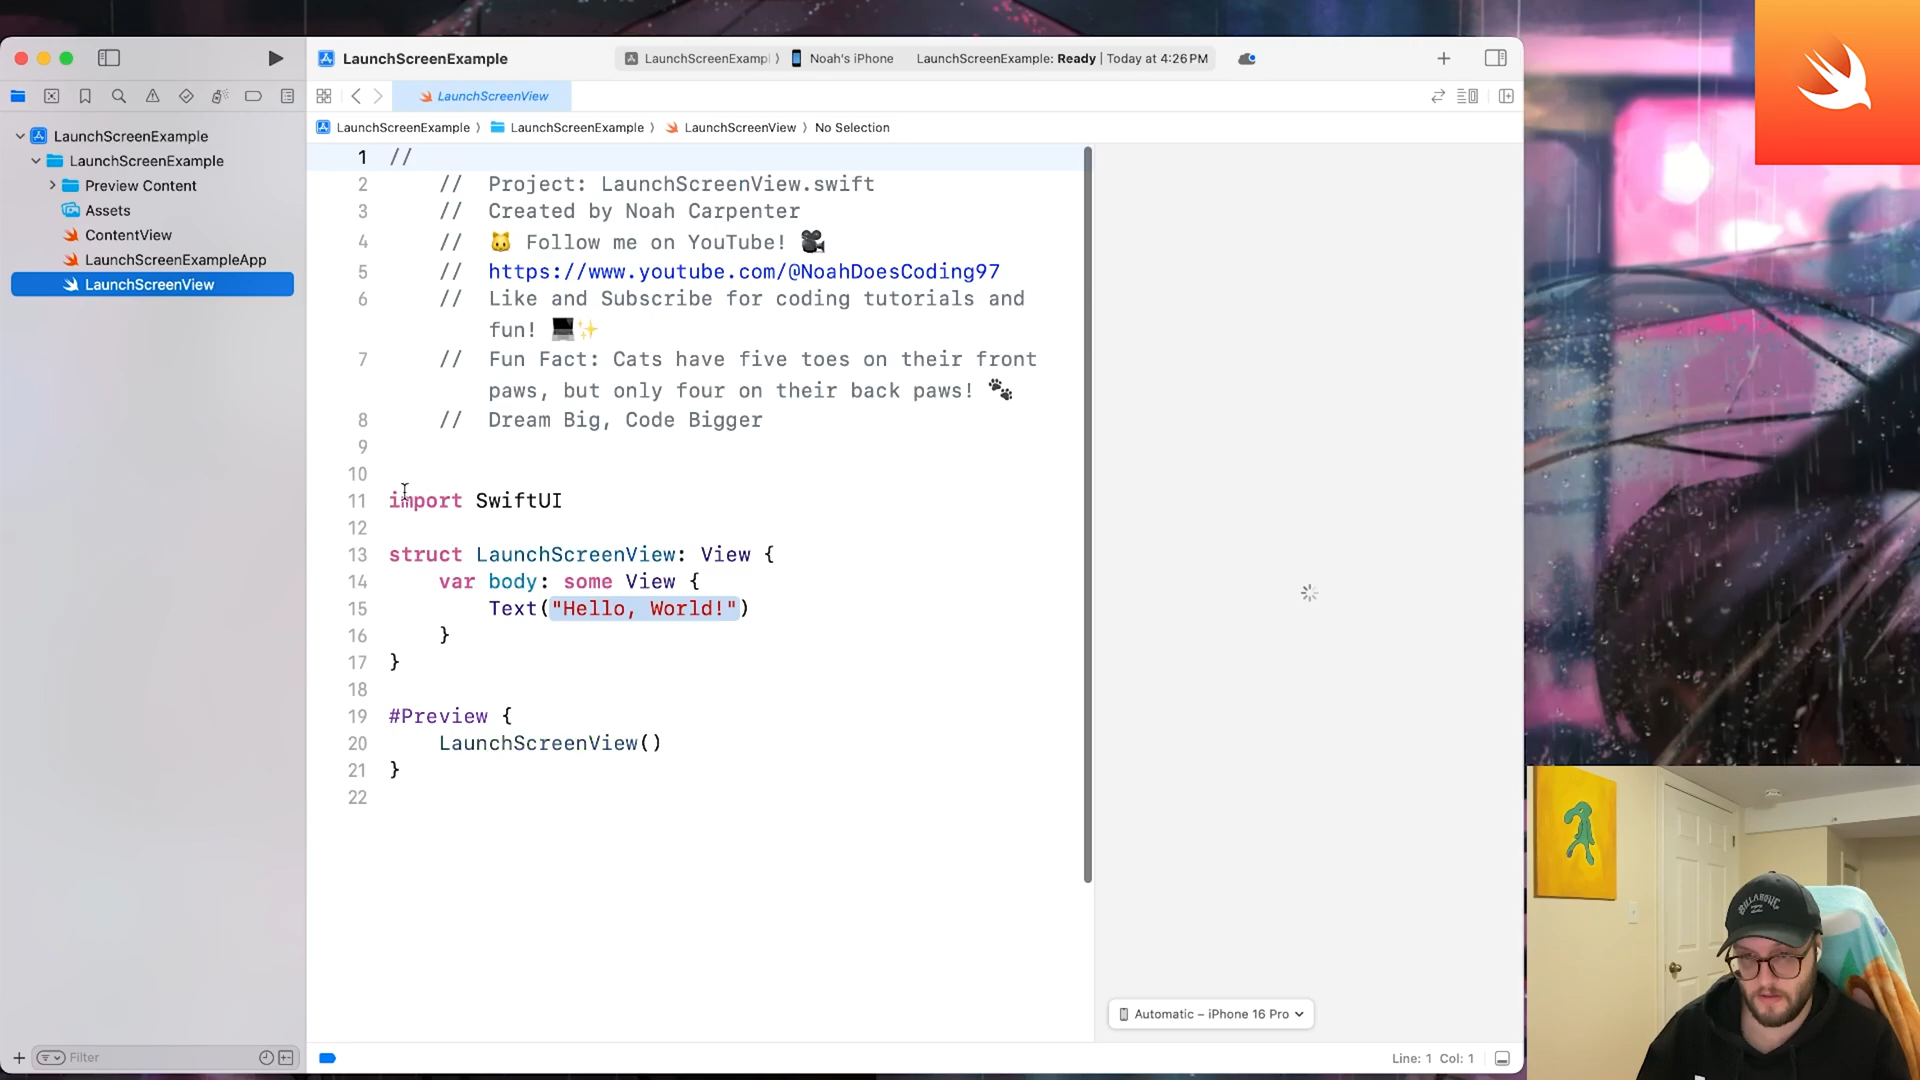 LaunchScreenExample
LaunchScreenExampl 〉 Noah's iPhone
LaunchScreenExample: Ready | Today at 4:26 PM
LaunchScreenView
LaunchScreenExample 〉 LaunchScreenExample 〉 LaunchScreenView 〉 No Selection
LaunchScreenExample
LaunchScreenExample
Preview Content
Assets
ContentView
LaunchScreenExampleApp
LaunchScreenView
Filter
1 //
2 // Project: LaunchScreenView.swift
3 // Created by Noah Carpenter
4 // 🐱 Follow me on YouTube! 🎥
5 // https://www.youtube.com/@NoahDoesCoding97
6 // Like and Subscribe for coding tutorials and
fun! 💻✨
7 // Fun Fact: Cats have five toes on their front
paws, but only four on their back paws! 🐾
8 // Dream Big, Code Bigger
9
10
11 import SwiftUI
12
13 struct LaunchScreenView: View {
14 var body: some View {
15 Text("Hello, World!")
16 }
17 }
18
19 #Preview {
20 LaunchScreenView()
21 }
22
Automatic – iPhone 16 Pro
Line: 1 Col: 1
BILLABONG